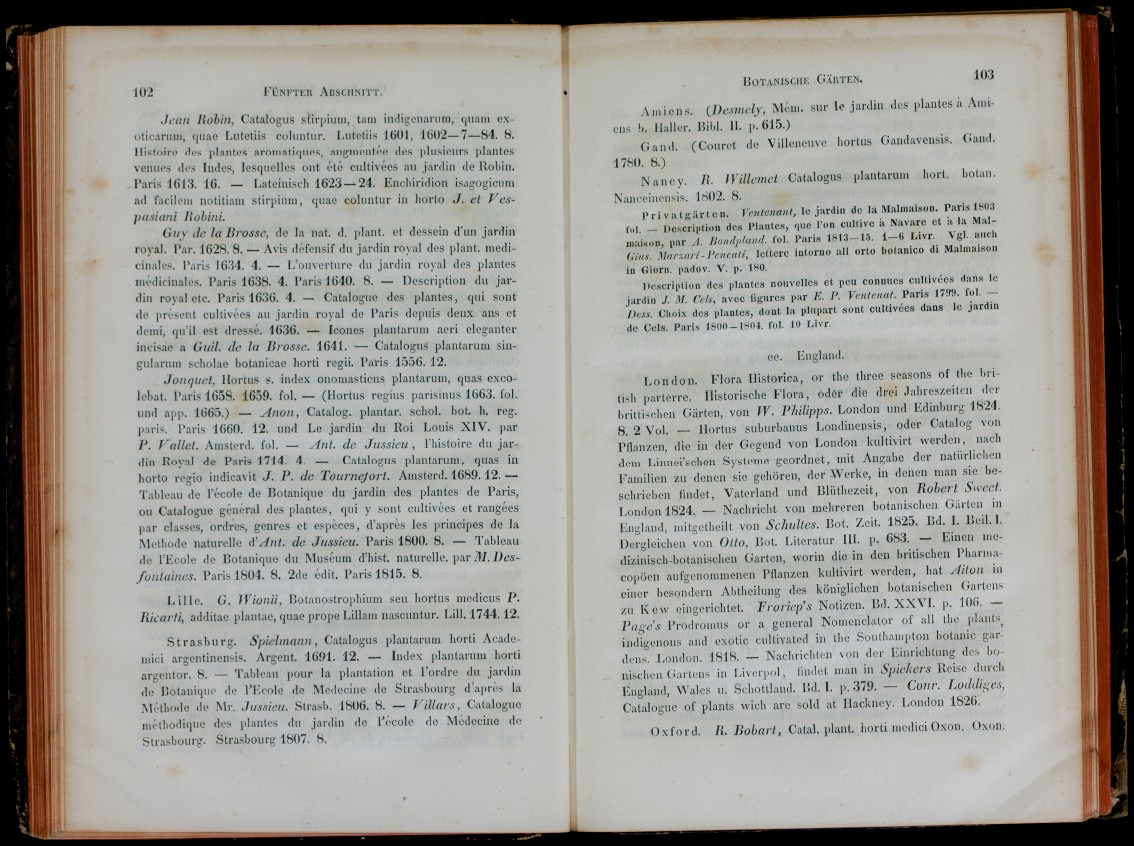 102 FÜNFTER ABSCHNITT.
Jean Robin, Catalogus stirpium, tam indigenarum, quam ex-
oticarum, quae Lutetiis coluntur. Lutetiis 1601, 1602—7—84. 8.
Histoire des plantes aromatiques, augmentée des plusieurs plantes
venues des Indes, lesquelles ont été cultivées au jardin de Robin.
Paris 1613. 16. — Lateinisch 1623—24. Enchiridion isagogicum
ad facilem notitiam stirpium, quae coluntur in horto J. et Ves-
pasiani Robini.
Guy de la Brosse, de la nat. d. plant. et dessein d'un jardin
royal. Par. 1628. 8. — Avis défensif du jardin royal des plant. medi-
cinales. Paris 1634. 4. — L'ouverture du jardin royal des plantes
médicinales. Paris 1638. 4. Paris 1640. 8. — Description du jar-
din royal etc. Paris 1636. 4. — Catalogue des plantes, qui sont
de présent cultivées au jardin royal de Paris depuis deux ans et
demi, qu'il est dressé. 1636. — Icones plantarum aeri eleganter
incisae a Guil. de la Brosse. 1641. — Catalogus plantarum sin-
gularum scholae botanicae horti regii. Paris 1556. 12.
Jonquet, Hortus s. index onomasticus plantarum, quas exco-
lebat. Paris 1658. 1659. fol. — (Hortus regius parisinus 1663. fol.
und app. 1665.) — Anon, Catalog. plantar. schol. bot. h. reg.
paris. Paris 1660. 12. und Le jardin du Roi Louis XIV. par
P. Vallet. Amsterd. fol. — Ant. de Jussieu, l'histoire du jar-
din Royal de Paris 1714. 4. — Catalogus plantarum, quas in
horto regio indicavit J. P. de Tournefort. Amsterd. 1689. 12. —
Tableau de l'école de Botanique du jardin des plantes de Paris,
ou Catalogue général des plantes, qui y sont cultivées et rangées
par classes, ordres, genres et espèces, d'après les principes de la
Methode naturelle d'Ant. de Jussieu. Paris 1800. 8. — Tableau
de l'Ecole de Botanique du Muséum d'hist. naturelle. par M. Des-
fontaines. Paris 1804. 8. 2de édit. Paris 1815. 8.
Lille. G. Wionii, Botanostrophium seu hortus medicus P.
Ricarti, additae plantae, quae prope Lillam nascuntur. Lill. 1744. 12.
Strasburg. Spielmann, Catalogus plantarum horti Acade-
mici argentinensis. Argent. 1691. 12. — Index plantarum horti
argentor. 8. — Tableau pour la plantation et l'ordre du jardin
de Botanique de l'Ecole de Medecine de Strasbourg d'après la
Méthode de Mr. Jussieu. Strasb. 1806. 8. — Villars, Catalogue
méthodique des plantes du jardin de l'école de Médecine de
Strasbourg. Strasbourg 1807. 8.
BOTANISCHE GÄRTEN. 103
Amiens. (Desmely, Mém. sur le jardin des plantes à Ami-
ens b. Haller. Bibl. II. p. 615.)
Gand. (Couret de Villeneuve hortus Gandavensis. Gand.
1780. 8.)
Nancy. R. Willemet Catalogus plantarum hort. botan.
Nanceinensis. 1802. 8.
Privatgärten. Ventenant, le jardin de la Malmaison. Paris 1803
fol. — Description des Plantes, que l'on cultive à Navare et à la Mal-
maison, par A. Bondpland. fol. Paris 1813—15. 1—6 Livr. Vgl. auch
Gius. Marzari-Pencati, lettere intorno all orto botanico di Malmaison
in Giorn. padov. V. p. 180.
Description des plantes nouvelles et peu connues cultivées dans le
jardin J. M. Cels, avec figures par E. P. Ventenat. Paris 1799. fol. —
Dess. Choix des plantes, dont la plupart sont cultivées dans le jardin
de Cels. Paris 1800—1804. fol. 10 Livr.
ee. England.
London. Flora Historica, or the three seasons of the bri-
tish parterre. Historische Flora, oder die drei Jahreszeiten der
brittischen Gärten, von W. Philipps. London und Edinburg 1824.
8. 2 Vol. — Hortus suburbanus Londinensis, oder Catalog von
Pflanzen, die in der Gegend von London kultivirt werden, nach
dem Linnei'schen Systeme geordnet, mit Angabe der natürlichen
Familien zu denen sie gehören, der Werke, in denen man sie be-
schrieben findet, Vaterland und Blüthezeit, von Robert Sweet.
London 1824. — Nachricht von mehreren botanischen Gärten in
England, mitgetheilt von Schultes. Bot. Zeit. 1825. Bd. I. Beil. 1.
Dergleichen von Otto, Bot. Literatur III. p. 683. — Einen me-
dizinisch-botanischen Garten, worin die in den britischen Pharma-
copöen aufgenommenen Pflanzen kultivirt werden, hat Aiton in
einer besondern Abtheilung des königlichen botanischen Gartens
zu Kew eingerichtet. Froriep's Notizen. Bd. XXVI. p. 106. —
Page's Prodromus or a general Nomenclator of all the plants,
indigenous and exotic cultivated in the Southampton botanic gar-
dens. London. 1818. — Nachrichten von der Einrichtung des bo-
nischen Gartens in Liverpol, findet man in Spiekers Reise durch
England, Wales u. Schottland. Bd. I. p. 379. — Conr. Loddiges,
Catalogue of plants wich are sold at Hackney. London 1826.
Oxford. R. Bobart, Catal. plant. horti medici Oxon. Oxon.